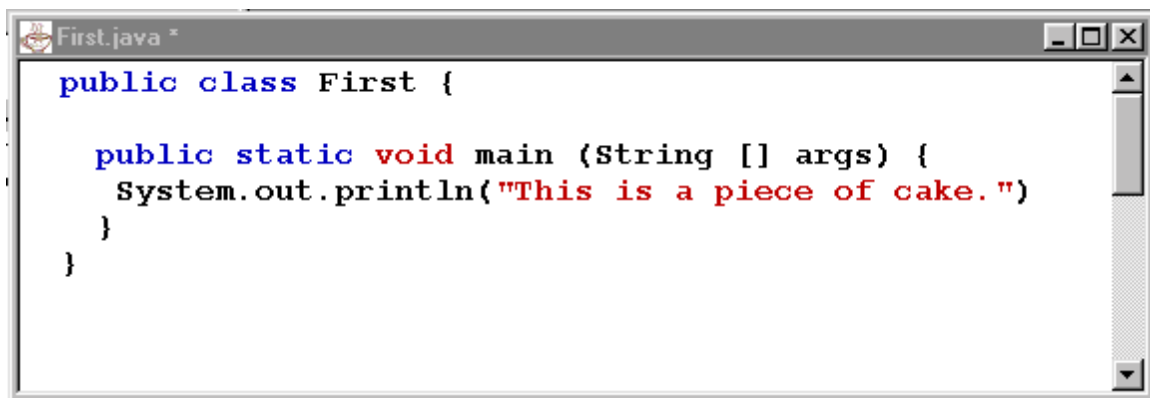 First.java *
public class First {
public static void main (String [] args) {
System.out.println("This is a piece of cake.")
}
}